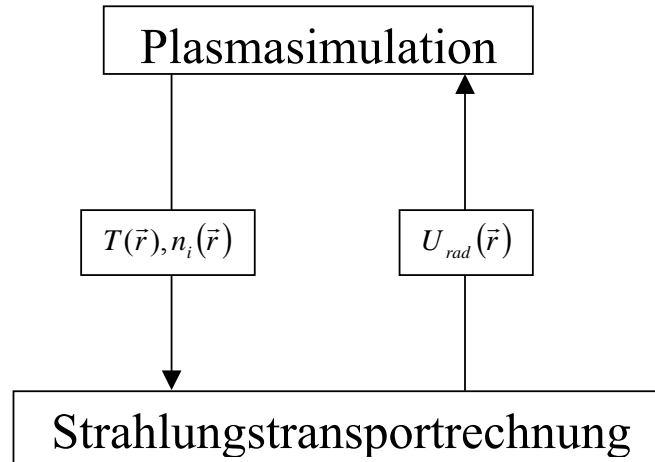 Plasmasimulation
T(r⃗), nᵢ(r⃗)
U_rad(r⃗)
Strahlungstransportrechnung